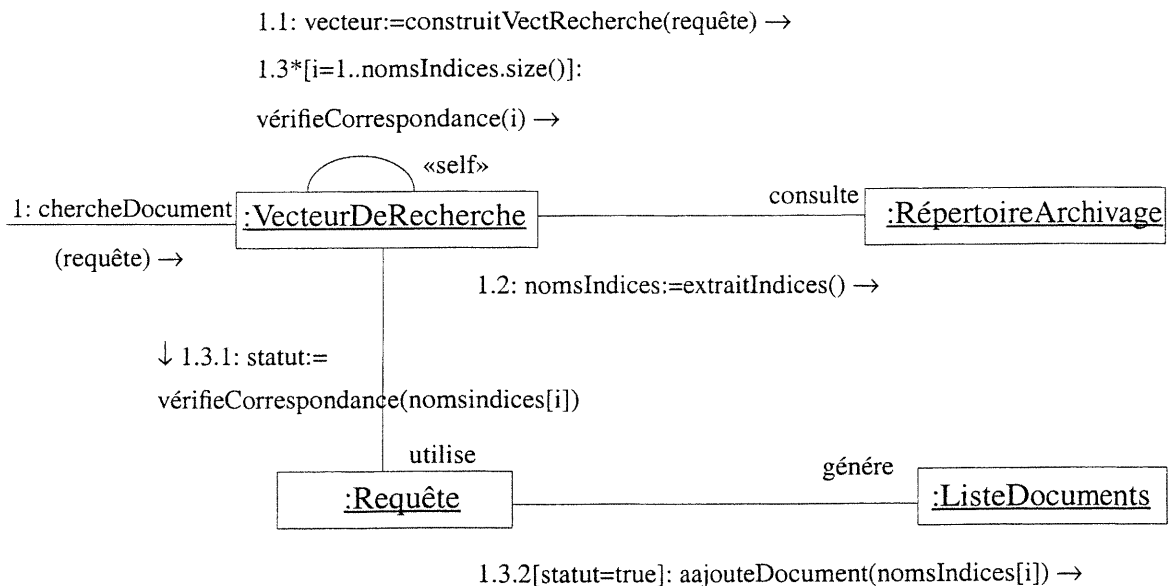 1.1: vecteur:=construitVectRecherche(requête) →
1.3*[i=1..nomsIndices.size()]:
vérifieCorrespondance(i) →
«self»
1: chercheDocument
(requête) →
:VecteurDeRecherche
consulte
:RépertoireArchivage
1.2: nomsIndices:=extraitIndices() →
↓ 1.3.1: statut:=
vérifieCorrespondance(nomsindices[i])
utilise
:Requête
génére
:ListeDocuments
1.3.2[statut=true]: aajouteDocument(nomsIndices[i]) →